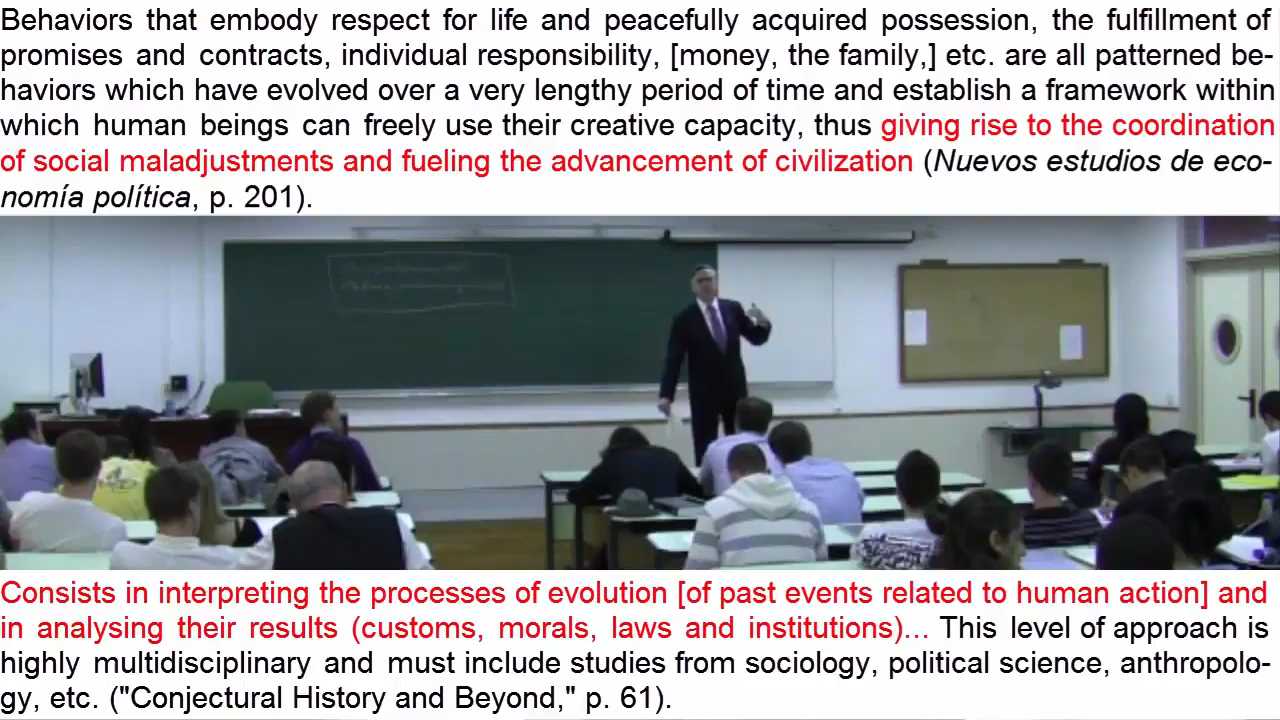 Behaviors that embody respect for life and peacefully acquired possession, the fulfillment of
promises and contracts, individual responsibility, [money, the family,] etc. are all patterned be-
haviors which have evolved over a very lengthy period of time and establish a framework within
which human beings can freely use their creative capacity, thus giving rise to the coordination
of social maladjustments and fueling the advancement of civilization (Nuevos estudios de eco-
nomía política, p. 201).
Consists in interpreting the processes of evolution [of past events related to human action] and
in analysing their results (customs, morals, laws and institutions)... This level of approach is
highly multidisciplinary and must include studies from sociology, political science, anthropolo-
gy, etc. ("Conjectural History and Beyond," p. 61).